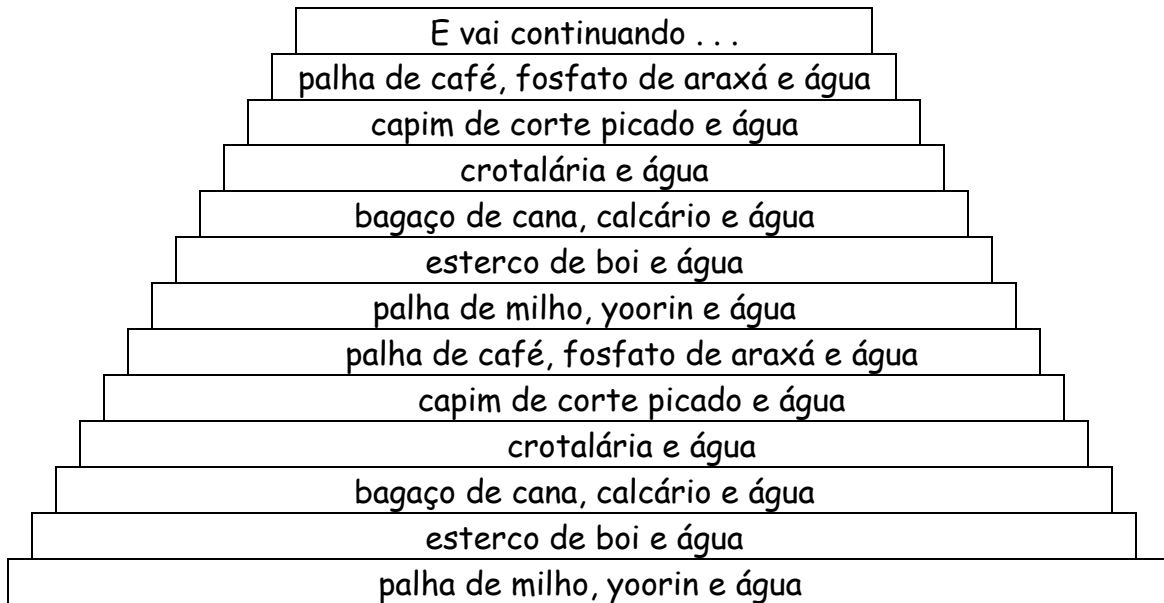 E vai continuando . . .
palha de café, fosfato de araxá e água
capim de corte picado e água
crotalária e água
bagaço de cana, calcário e água
esterco de boi e água
palha de milho, yoorin e água
palha de café, fosfato de araxá e água
capim de corte picado e água
crotalária e água
bagaço de cana, calcário e água
esterco de boi e água
palha de milho, yoorin e água